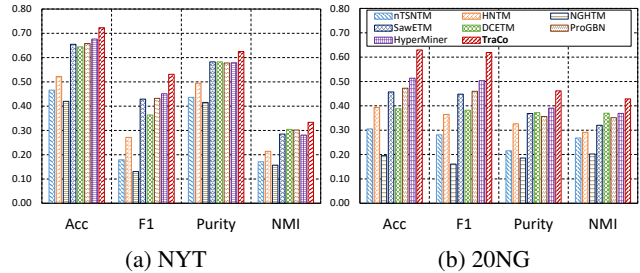 0.80
0.70
0.60
0.50
0.40
0.30
0.20
0.10
0.00
Acc F1 Purity NMI
(a) NYT
0.80
0.70
0.60
0.50
0.40
0.30
0.20
0.10
0.00
nTSNTM HNTM NGHTM
SawETM DCETM ProGBN
HyperMiner TraCo
Acc F1 Purity NMI
(b) 20NG